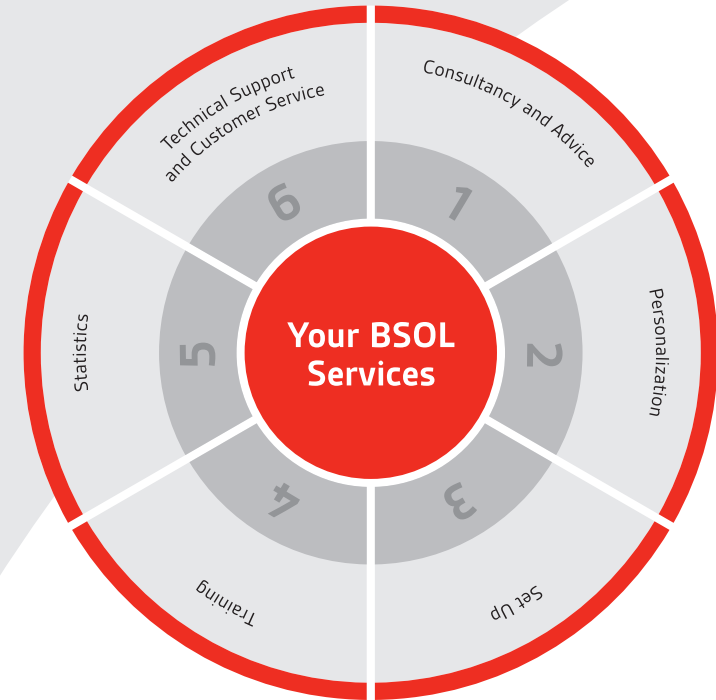 Your BSOL
Services
1
Consultancy and Advice
2
Personalization
3
Set Up
4
Training
5
Statistics
6
Technical Support
and Customer Service